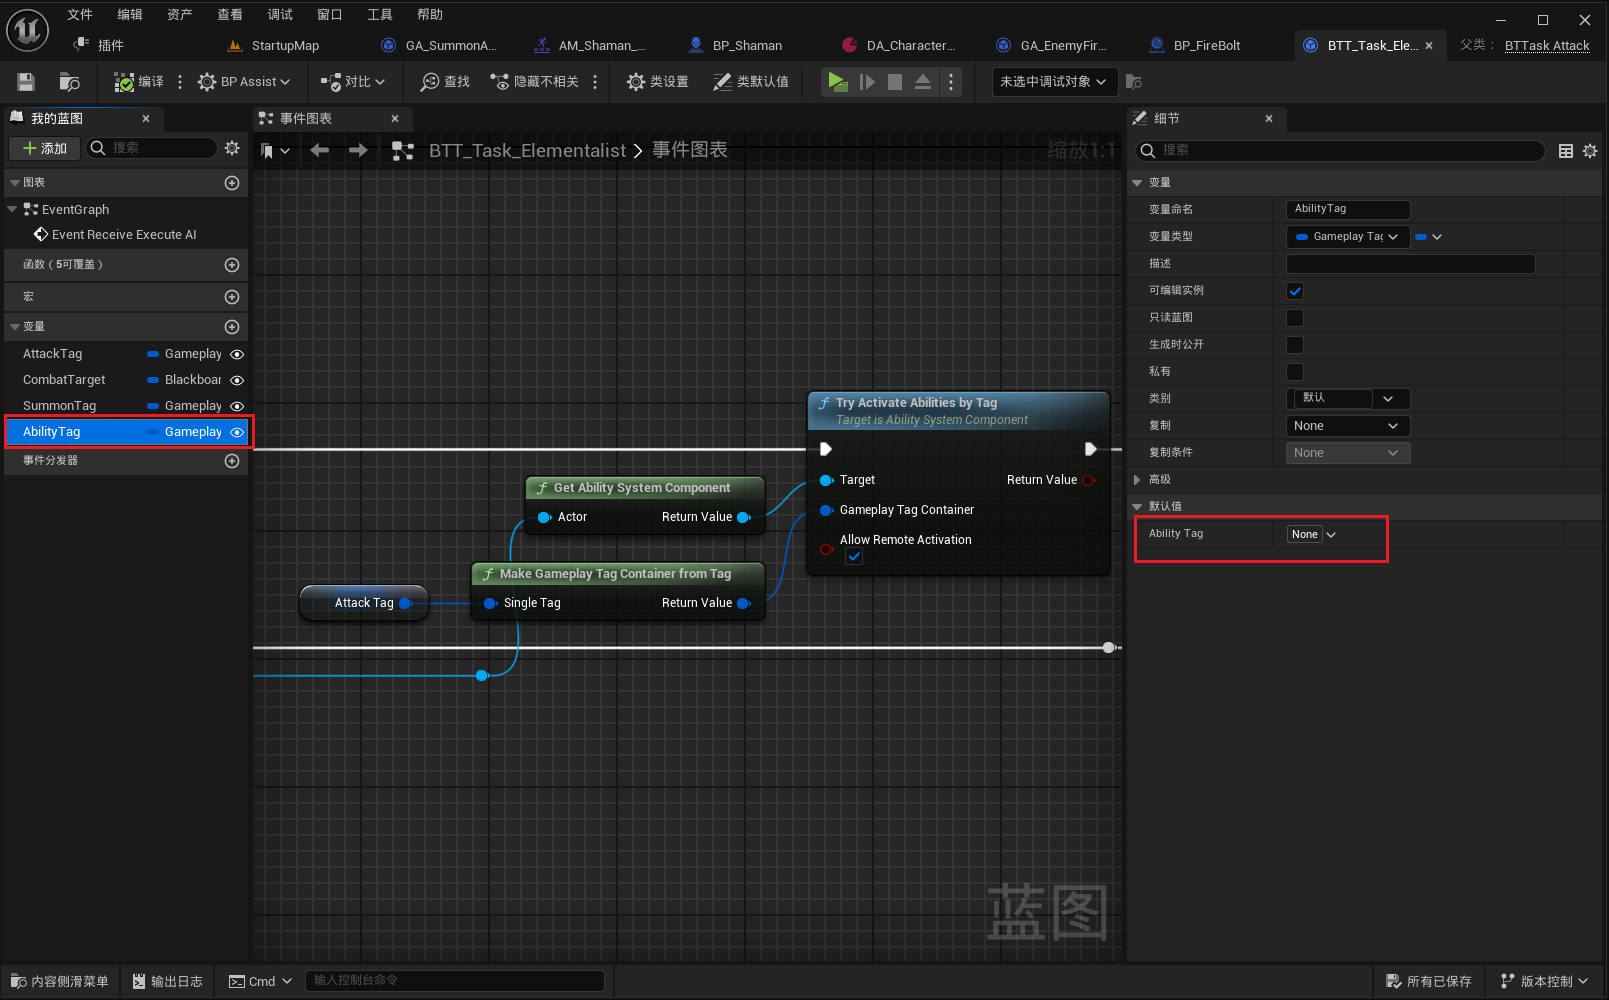 文件 编辑 资产 查看 调试 窗口 工具 帮助
插件 StartupMap GA_SummonA... AM_Shaman_... BP_Shaman DA_Character... GA_EnemyFir... BP_FireBolt BTT_Task_Ele... 父类： BTTask Attack
编译 BP Assist 对比 查找 隐藏不相关 类设置 类默认值 未选中调试对象
我的蓝图
添加 搜索
图表
EventGraph
Event Receive Execute AI
函数（5可覆盖）
宏
变量
AttackTag Gameplay
CombatTarget Blackboar
SummonTag Gameplay
AbilityTag Gameplay
事件分发器
事件图表
BTT_Task_Elementalist > 事件图表
缩放1:1
Try Activate Abilities by Tag
Target is Ability System Component
Target Return Value
Gameplay Tag Container
Allow Remote Activation
Get Ability System Component
Actor Return Value
Make Gameplay Tag Container from Tag
Single Tag Return Value
Attack Tag
蓝图
细节
搜索
变量
变量命名 AbilityTag
变量类型 Gameplay Tag
描述
可编辑实例
只读蓝图
生成时公开
私有
类别 默认
复制 None
复制条件 None
高级
默认值
Ability Tag None
内容侧滑菜单 输出日志 Cmd 输入控制台命令 所有已保存 版本控制